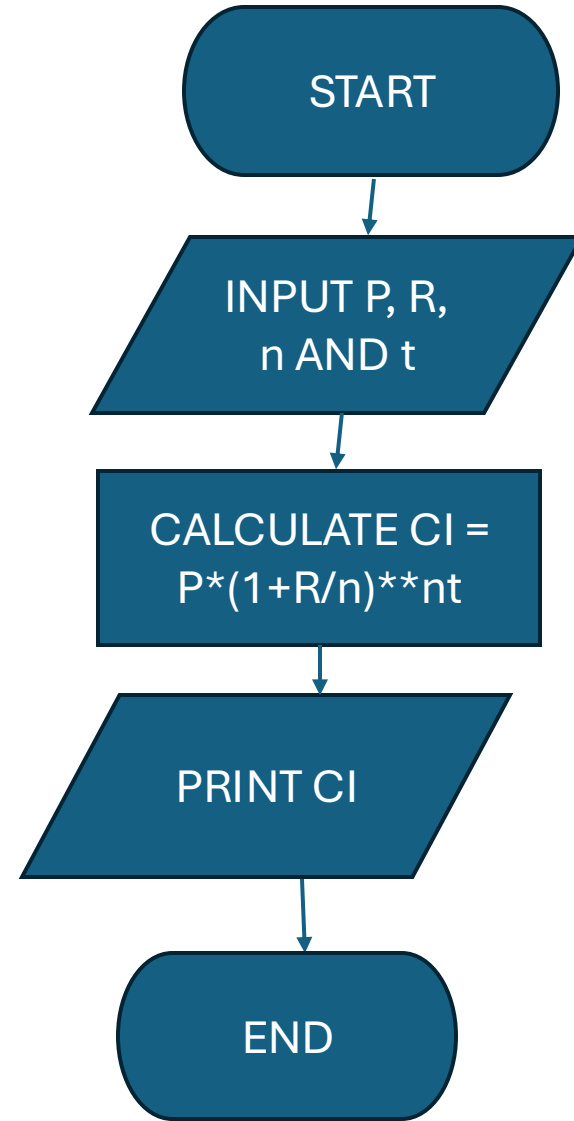 START
INPUT P, R,
n AND t
CALCULATE CI =
P*(1+R/n)**nt
PRINT CI
END